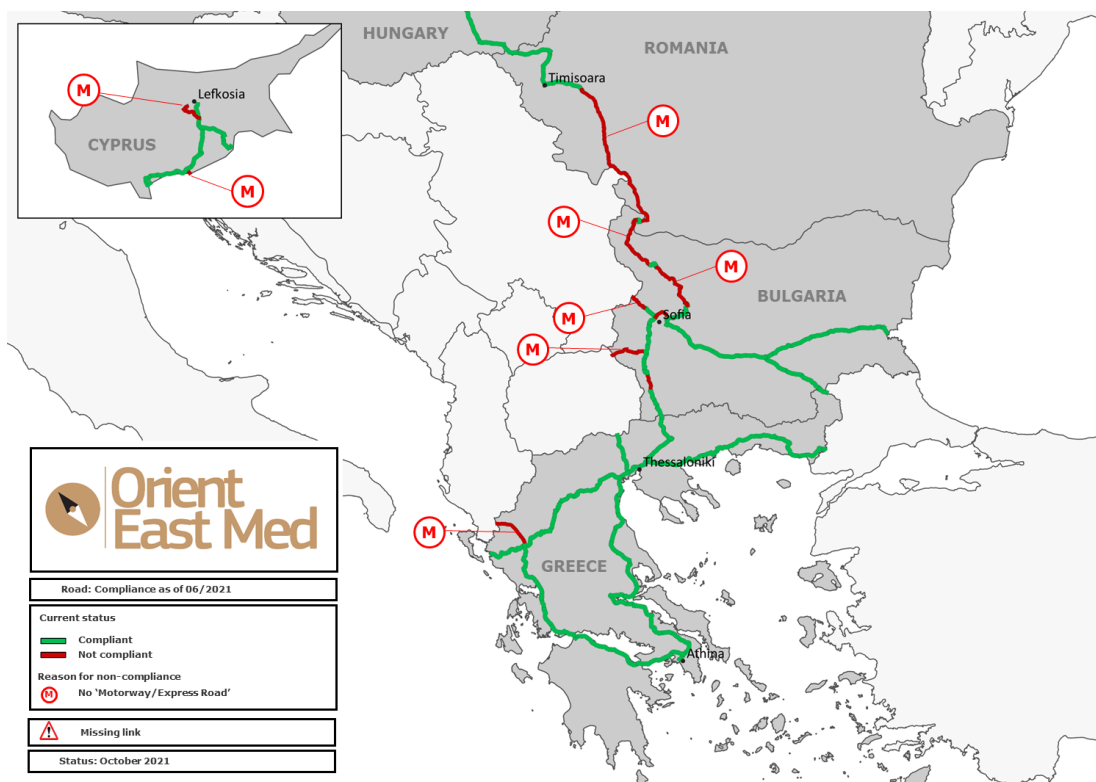 HUNGARY
ROMANIA
Timisoara
M
Lefkosia
M
CYPRUS
M
M
M
BULGARIA
M
Sofia
M
Thessaloniki
Orient
East Med
M
GREECE
Road: Compliance as of 06/2021
Current status
Compliant
Not compliant
Reason for non-compliance
M No ‘Motorway/Express Road’
Athina
! Missing link
Status: October 2021